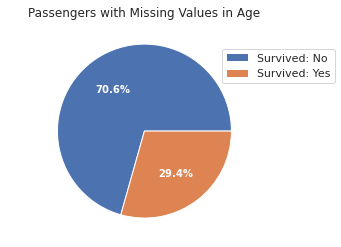 Passengers with Missing Values in Age
Survived: No
Survived: Yes
70.6%
29.4%